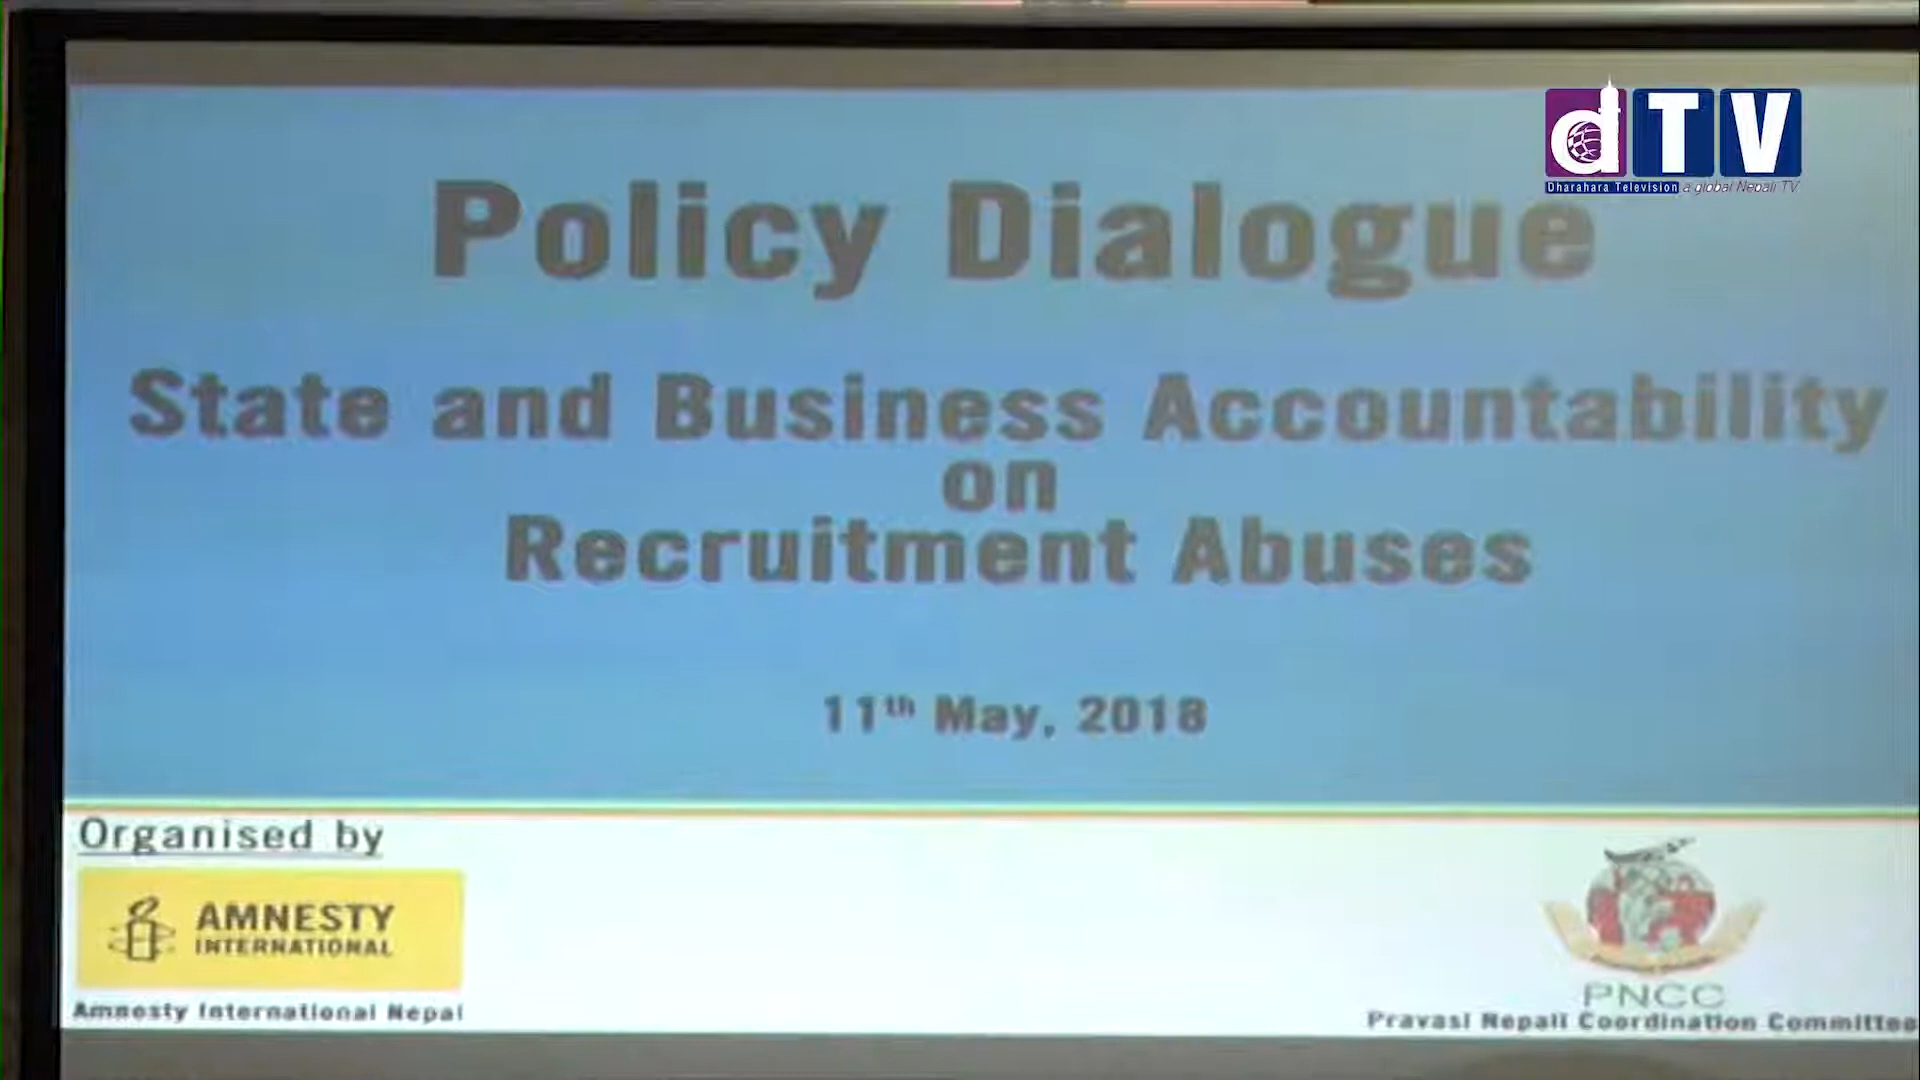 dTV
Dharahara Television a global Nepali TV
Policy Dialogue
State and Business Accountability
on
Recruitment Abuses
11th May, 2018
Organised by
AMNESTY
INTERNATIONAL
Amnesty International Nepal
PNCC
Pravasi Nepali Coordination Committee